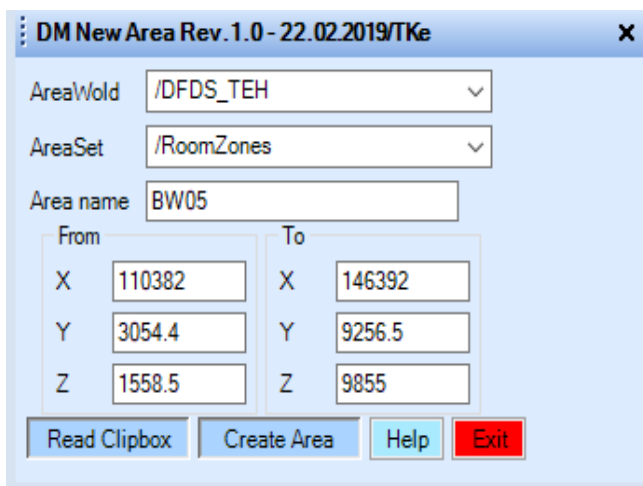 DM New Area Rev.1.0 - 22.02.2019/TKe
AreaWold /DFDS_TEH
AreaSet /RoomZones
Area name BW05
From To
X 110382 X 146392
Y 3054.4 Y 9256.5
Z 1558.5 Z 9855
Read Clipbox Create Area Help Exit